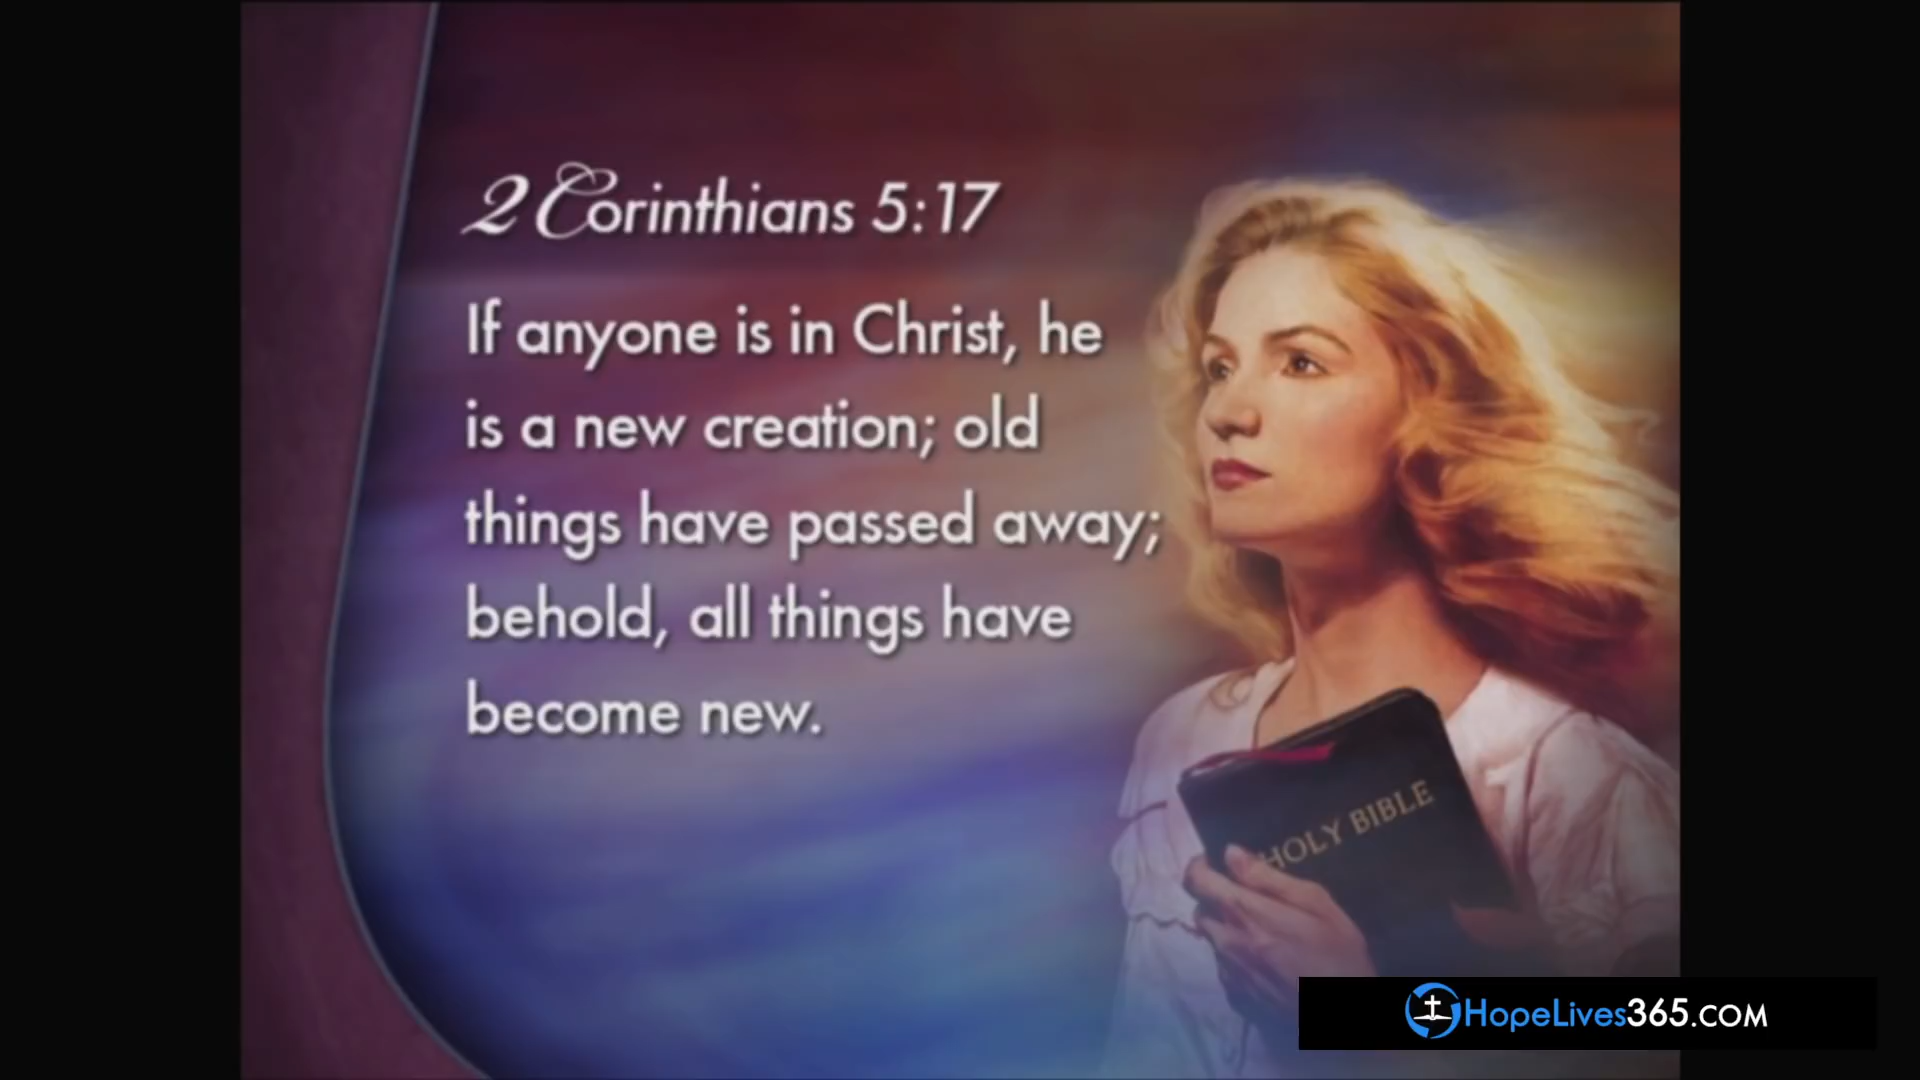 2 Corinthians 5:17
If anyone is in Christ, he
is a new creation; old
things have passed away;
behold, all things have
become new.
HOLY BIBLE
HopeLives365.COM